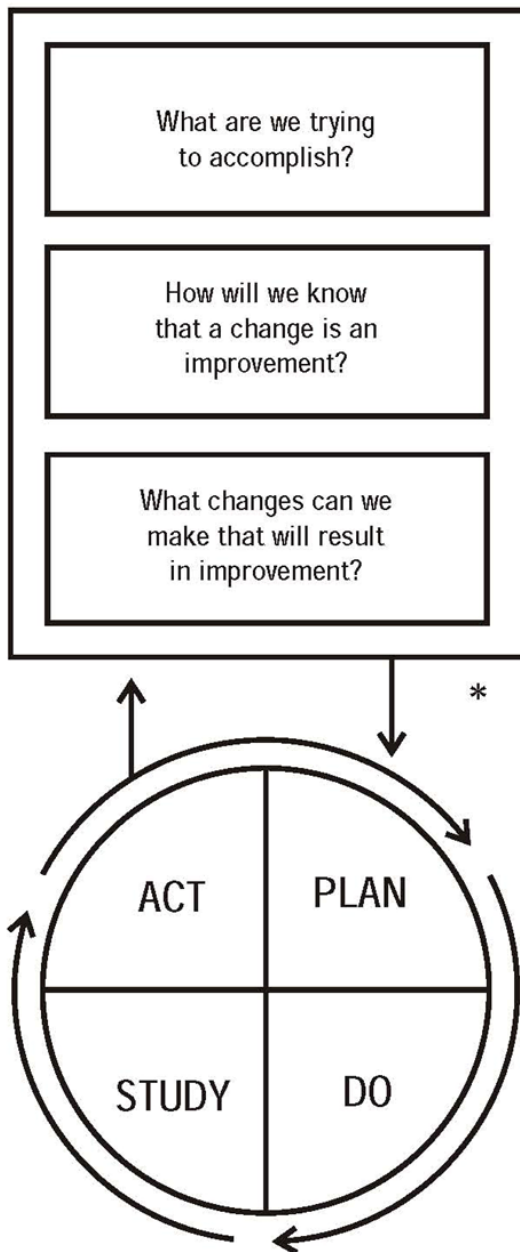 What are we trying
to accomplish?
How will we know
that a change is an
improvement?
What changes can we
make that will result
in improvement?
*
ACT
PLAN
STUDY
DO